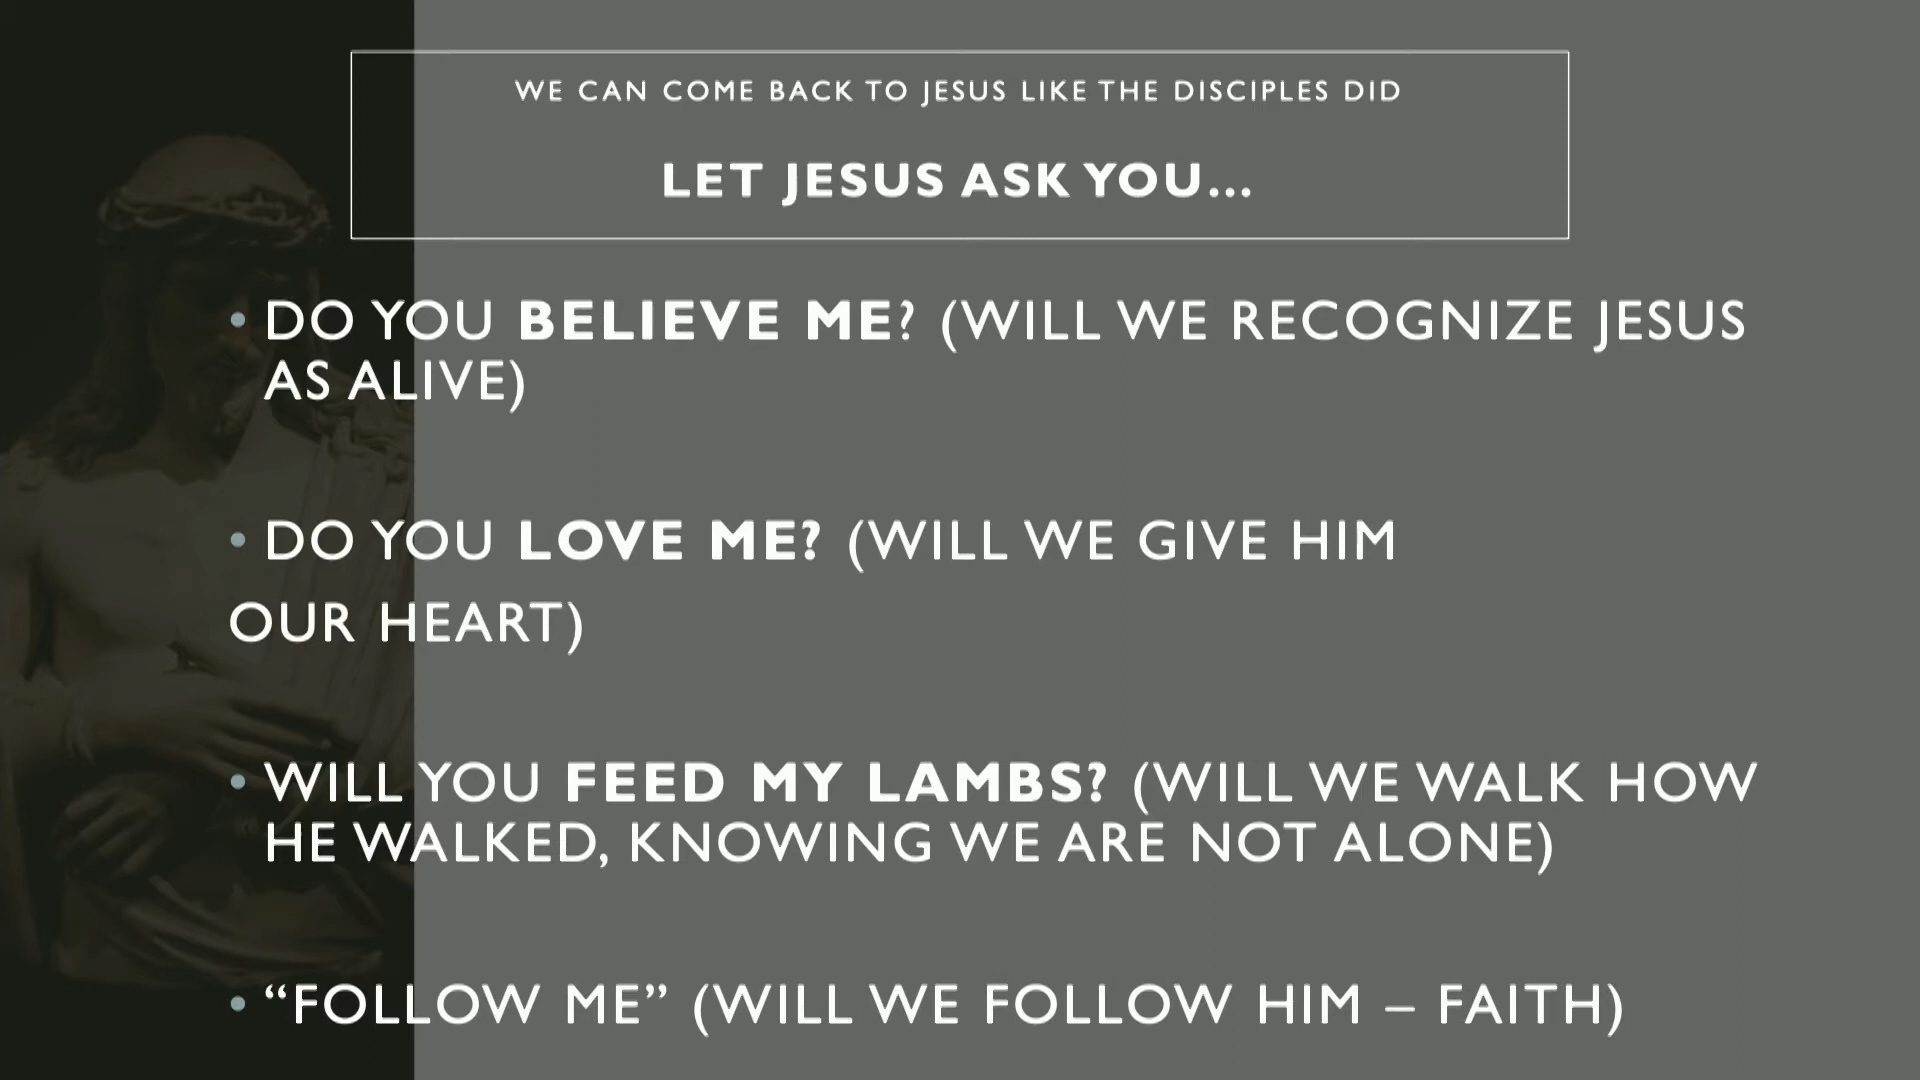 WE CAN COME BACK TO JESUS LIKE THE DISCIPLES DID
LET JESUS ASK YOU...
• DO YOU BELIEVE ME? (WILL WE RECOGNIZE JESUS
AS ALIVE)
• DO YOU LOVE ME? (WILL WE GIVE HIM
OUR HEART)
• WILL YOU FEED MY LAMBS? (WILL WE WALK HOW
HE WALKED, KNOWING WE ARE NOT ALONE)
• “FOLLOW ME” (WILL WE FOLLOW HIM – FAITH)